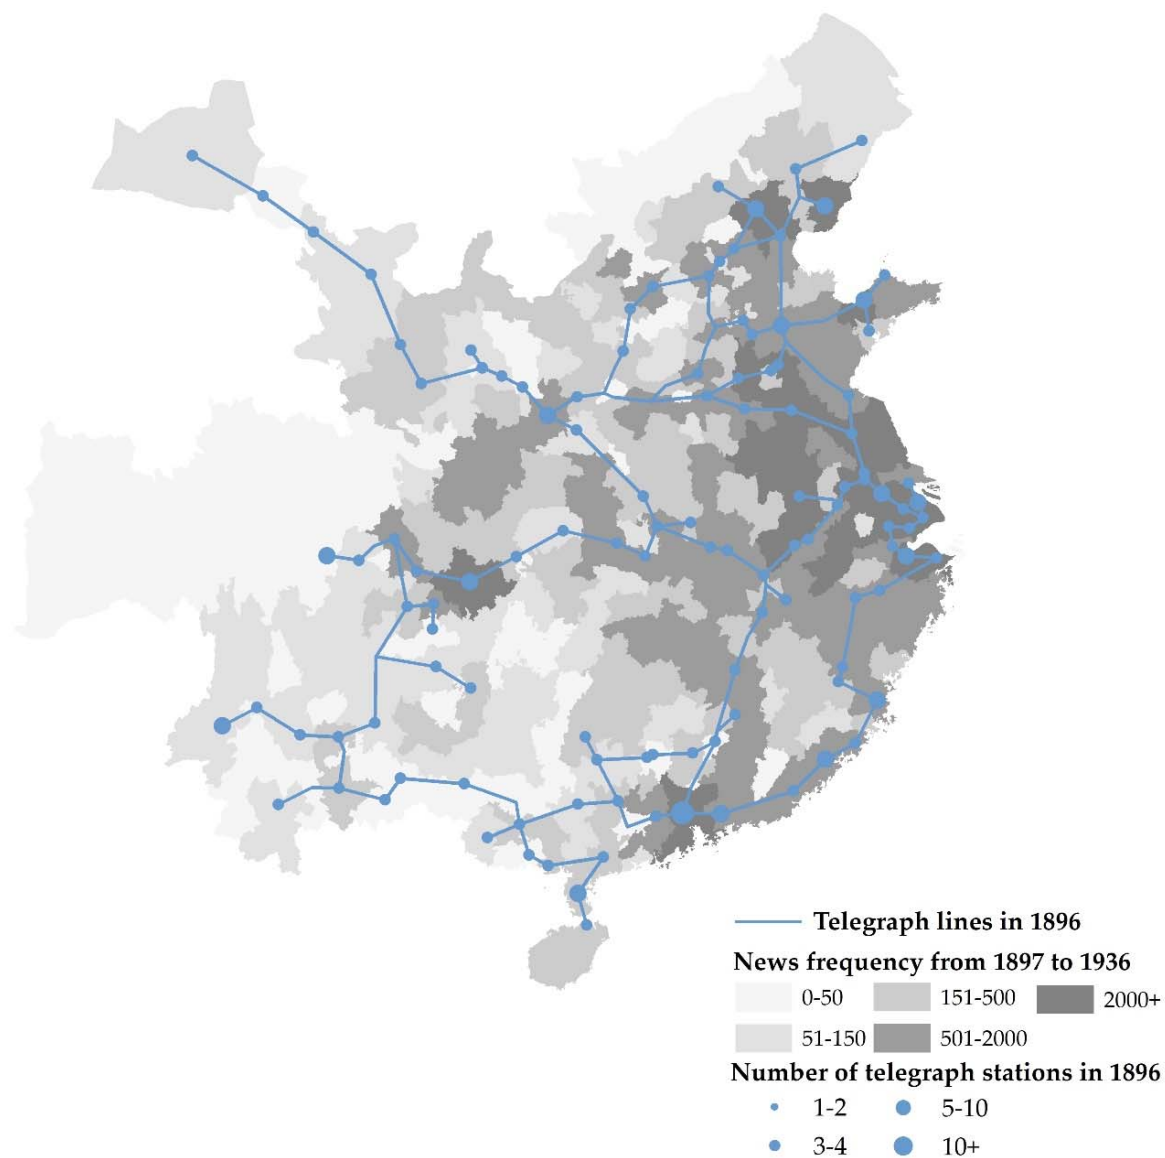 Telegraph lines in 1896
News frequency from 1897 to 1936
0-50 151-500 2000+
51-150 501-2000
Number of telegraph stations in 1896
1-2 5-10
3-4 10+